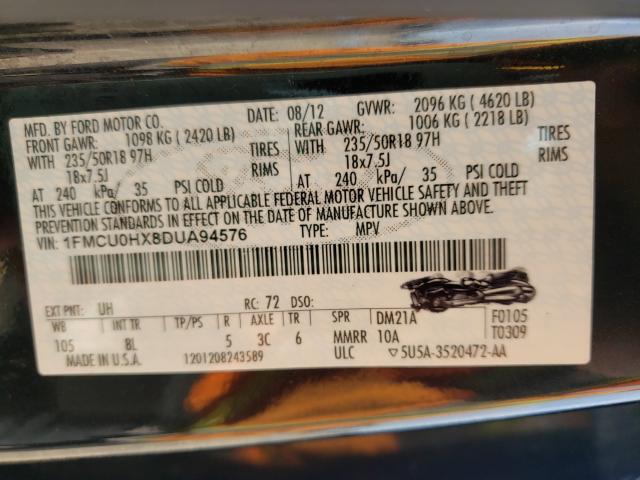 MFD. BY FORD MOTOR CO. DATE: 08/12 GVWR: 2096 KG ( 4620 LB)
FRONT GAWR: 1098 KG ( 2420 LB) REAR GAWR: 1006 KG ( 2218 LB)
WITH 235/50R18 97H TIRES WITH 235/50R18 97H TIRES
18x7.5J RIMS 18x7.5J RIMS
AT 240 kPa/ 35 PSI COLD AT 240 kPa/ 35 PSI COLD
THIS VEHICLE CONFORMS TO ALL APPLICABLE FEDERAL MOTOR VEHICLE SAFETY AND THEFT
PREVENTION STANDARDS IN EFFECT ON THE DATE OF MANUFACTURE SHOWN ABOVE.
VIN: 1FMCU0HX8DUA94576 TYPE: MPV
EXT PNT: UH RC: 72 DSO:
WB INT TR TP/PS R AXLE TR SPR DM21A F0105
105 8L 5 3C 6 MMRR 10A T0309
MADE IN U.S.A. 1201208243589 ULC ▽5U5A-3520472-AA